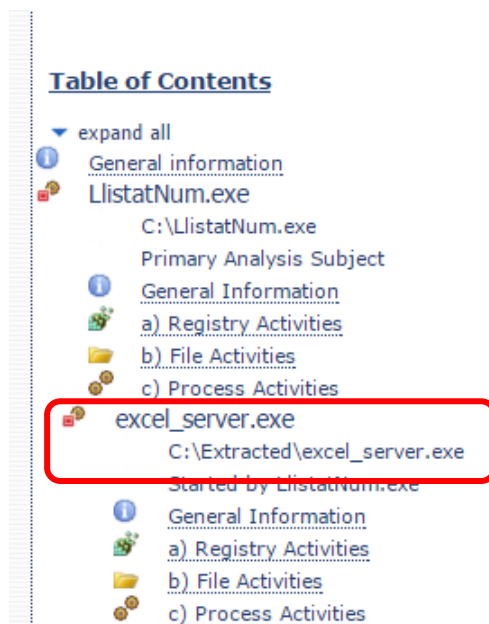 Table of Contents
expand all
General information
LlistatNum.exe
C:\LlistatNum.exe
Primary Analysis Subject
General Information
a) Registry Activities
b) File Activities
c) Process Activities
excel_server.exe
C:\Extracted\excel_server.exe
Started by LlistatNum.exe
General Information
a) Registry Activities
b) File Activities
c) Process Activities